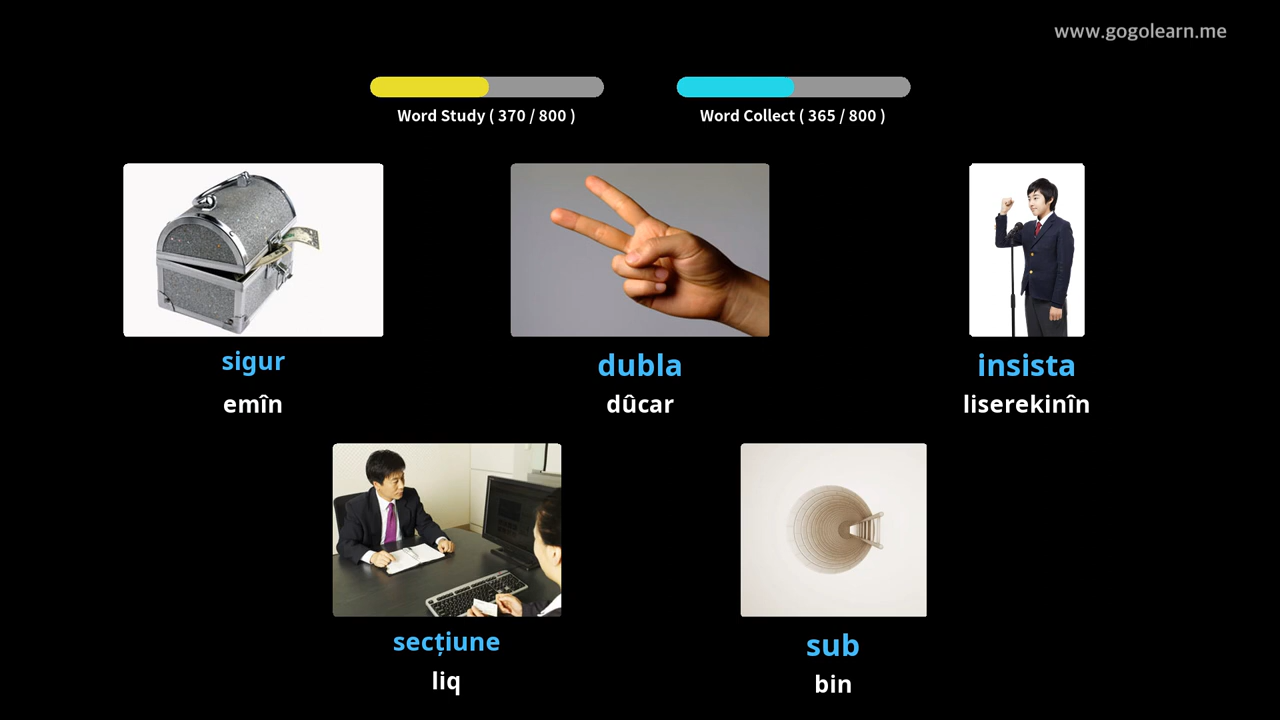 www.gogolearn.me
Word Study ( 370 / 800 )
Word Collect ( 365 / 800 )
sigur
emîn
dubla
dûcar
insista
liserekinîn
secțiune
liq
sub
bin